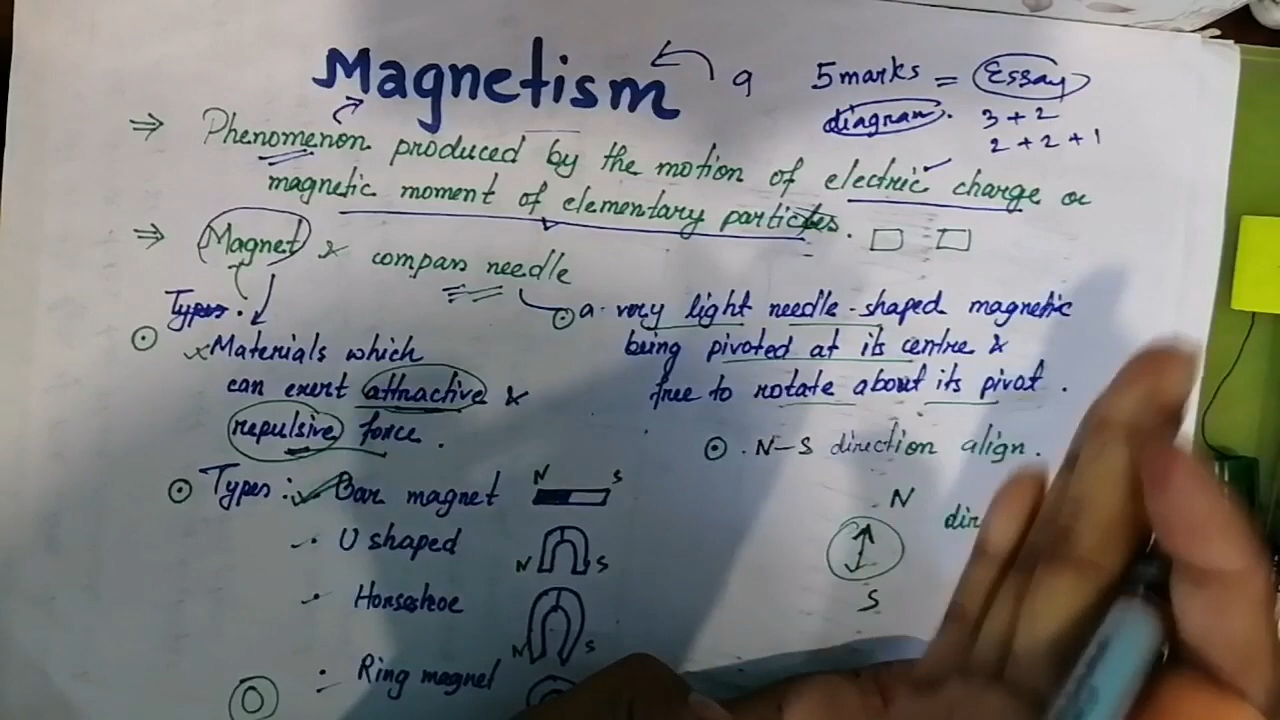 Magnetism
9
5 marks = Essay
diagram. 3 + 2
2 + 2 + 1
⇒ Phenomenon produced by the motion of electric charge or
magnetic moment of elementary particles.
⇒ Magnet & compass needle
Types.
Materials which
can exert attractive &
repulsive force.
a very light needle-shaped magnetic
being pivoted at its centre &
free to rotate about its pivot.
N-S direction align.
Types: Bar magnet N S
U shaped N S
Horseshoe N S
Ring magnet
N
S